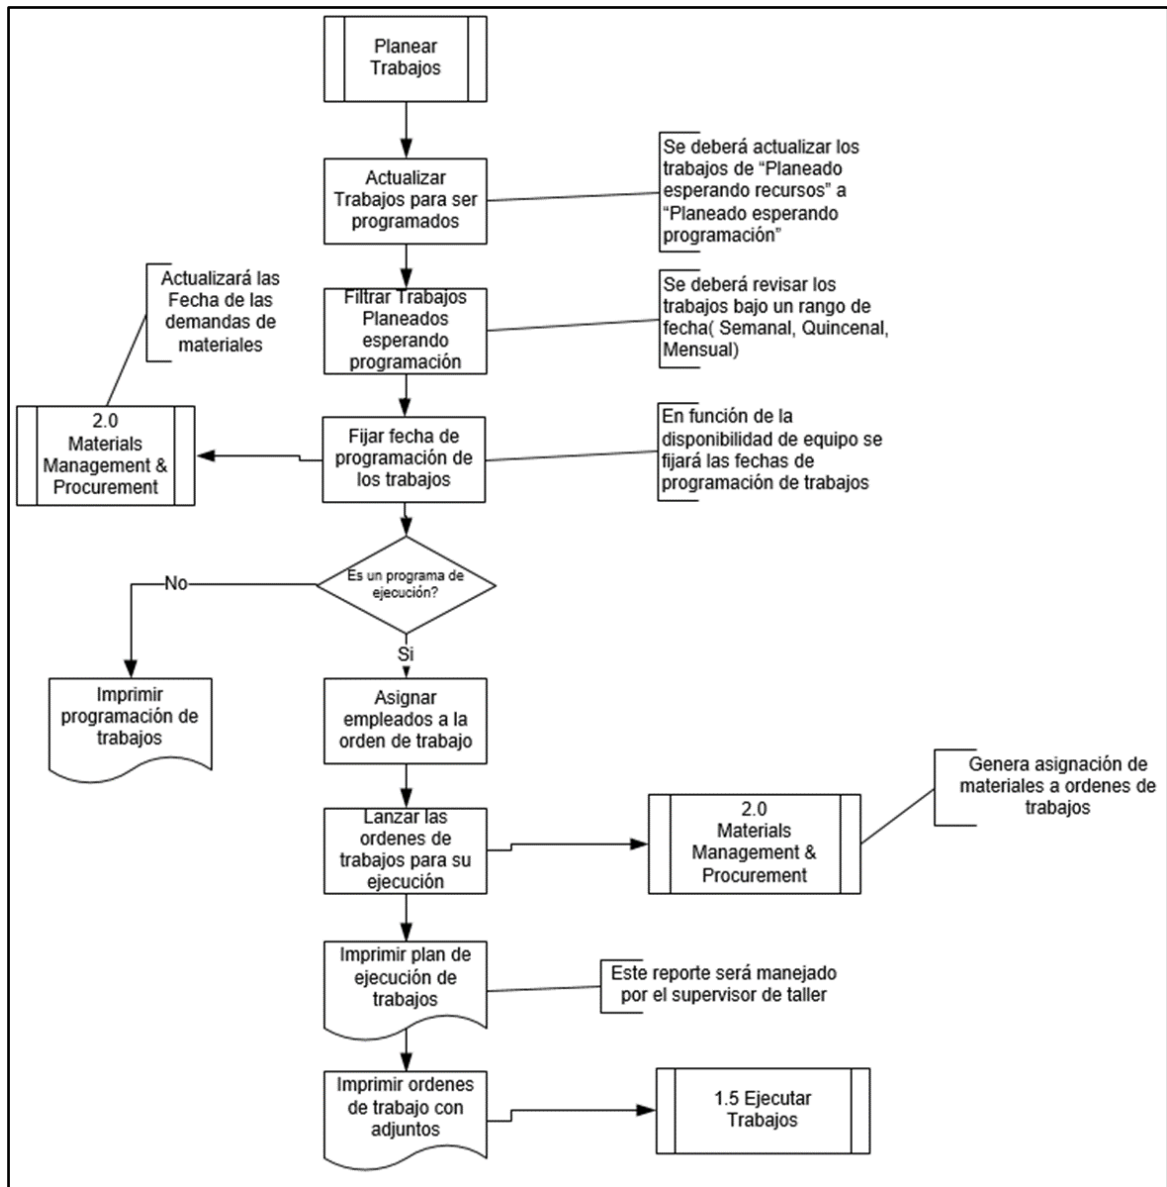 Planear
Trabajos
Actualizar
Trabajos para ser
programados
Se deberá actualizar los
trabajos de “Planeado
esperando recursos” a
“Planeado esperando
programación”
Actualizará las
Fecha de las
demandas de
materiales
Filtrar Trabajos
Planeados
esperando
programación
Se deberá revisar los
trabajos bajo un rango de
fecha( Semanal, Quincenal,
Mensual)
2.0
Materials
Management &
Procurement
Fijar fecha de
programación de
los trabajos
En función de la
disponibilidad de equipo se
fijará las fechas de
programación de trabajos
Es un programa de
ejecución?
No
Si
Imprimir
programación de
trabajos
Asignar
empleados a la
orden de trabajo
Lanzar las
ordenes de
trabajos para su
ejecución
2.0
Materials
Management &
Procurement
Genera asignación de
materiales a ordenes de
trabajos
Imprimir plan de
ejecución de
trabajos
Este reporte será manejado
por el supervisor de taller
Imprimir ordenes
de trabajo con
adjuntos
1.5 Ejecutar
Trabajos